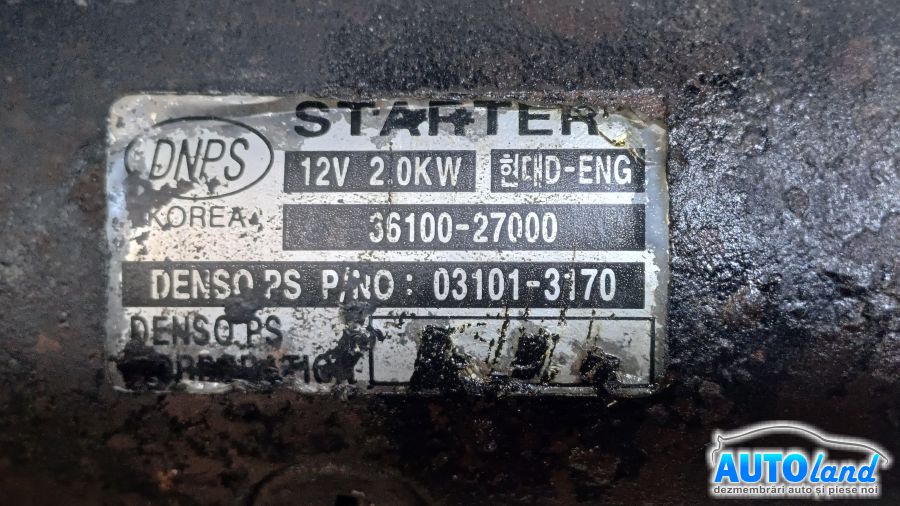 STARTER
DNPS
12V 2.0KW
현대D-ENG
KOREA
36100-27000
DENSO PS P/NO : 03101-3170
DENSO PS
CORPORATION
AUTOland
dezmembrări auto și piese noi